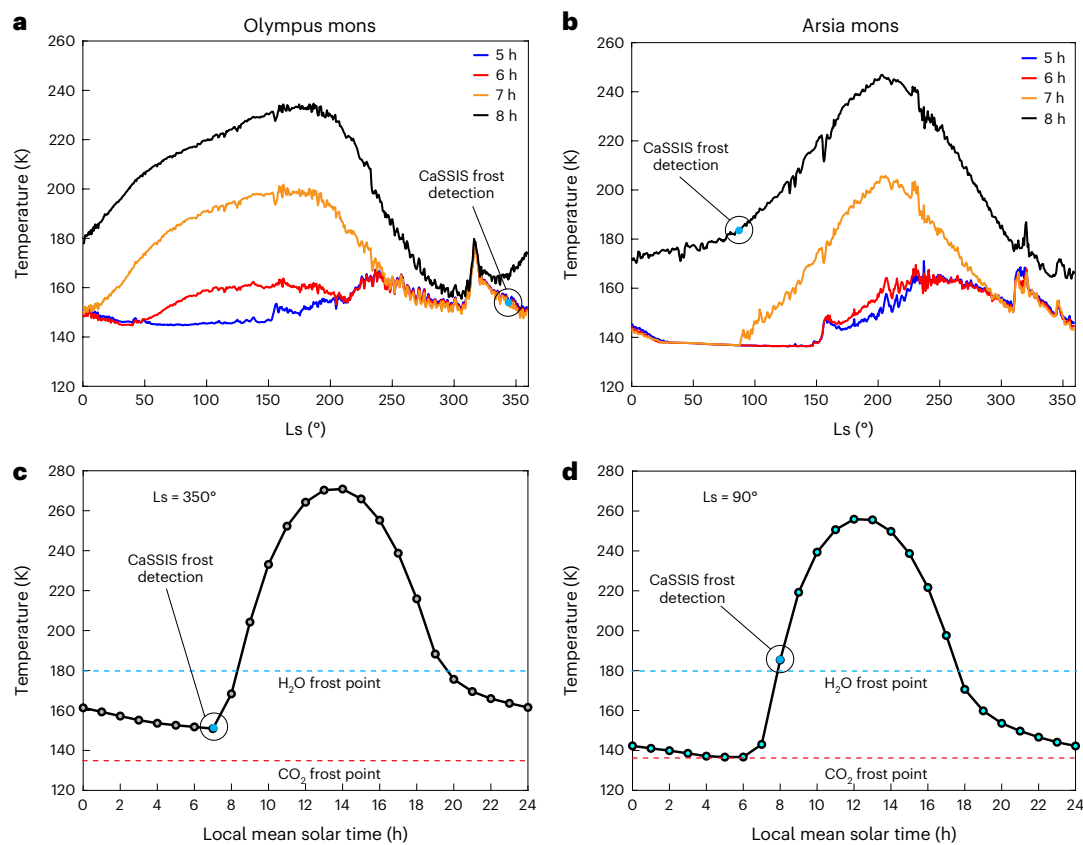 a
Olympus mons
260
240
220
200
180
160
140
120
Temperature (K)
5 h
6 h
7 h
8 h
CaSSIS frost
detection
0 50 100 150 200 250 300 350
Ls (°)
b
Arsia mons
260
240
220
200
180
160
140
120
Temperature (K)
5 h
6 h
7 h
8 h
CaSSIS frost
detection
0 50 100 150 200 250 300 350
Ls (°)
c
280
260
240
220
200
180
160
140
120
Temperature (K)
Ls = 350°
CaSSIS frost
detection
H₂O frost point
CO₂ frost point
0 2 4 6 8 10 12 14 16 18 20 22 24
Local mean solar time (h)
d
280
260
240
220
200
180
160
140
120
Temperature (K)
Ls = 90°
CaSSIS frost
detection
H₂O frost point
CO₂ frost point
0 2 4 6 8 10 12 14 16 18 20 22 24
Local mean solar time (h)